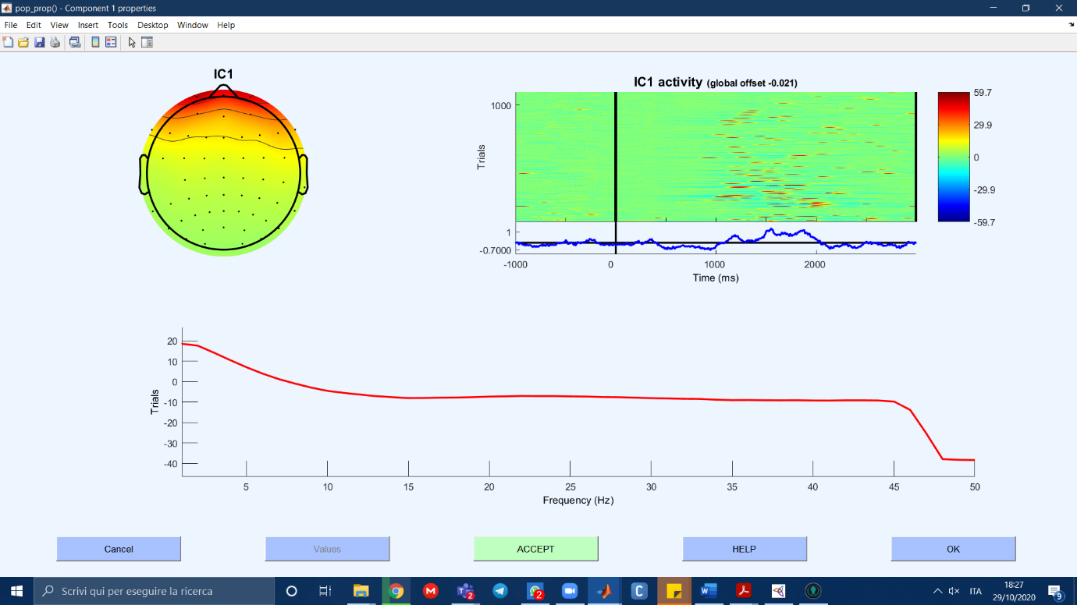 pop_prop() - Component 1 properties
File Edit View Insert Tools Desktop Window Help
IC1
IC1 activity (global offset -0.021)
1000
Trials
59.7
29.9
0
-29.9
-59.7
1
-0.7000
-1000 0 1000 2000
Time (ms)
20
10
0
-10
-20
-30
-40
Trials
5 10 15 20 25 30 35 40 45 50
Frequency (Hz)
Cancel Values ACCEPT HELP OK
Scrivi qui per eseguire la ricerca
M
2
2
C
W
ITA
18:27
29/10/2020
9